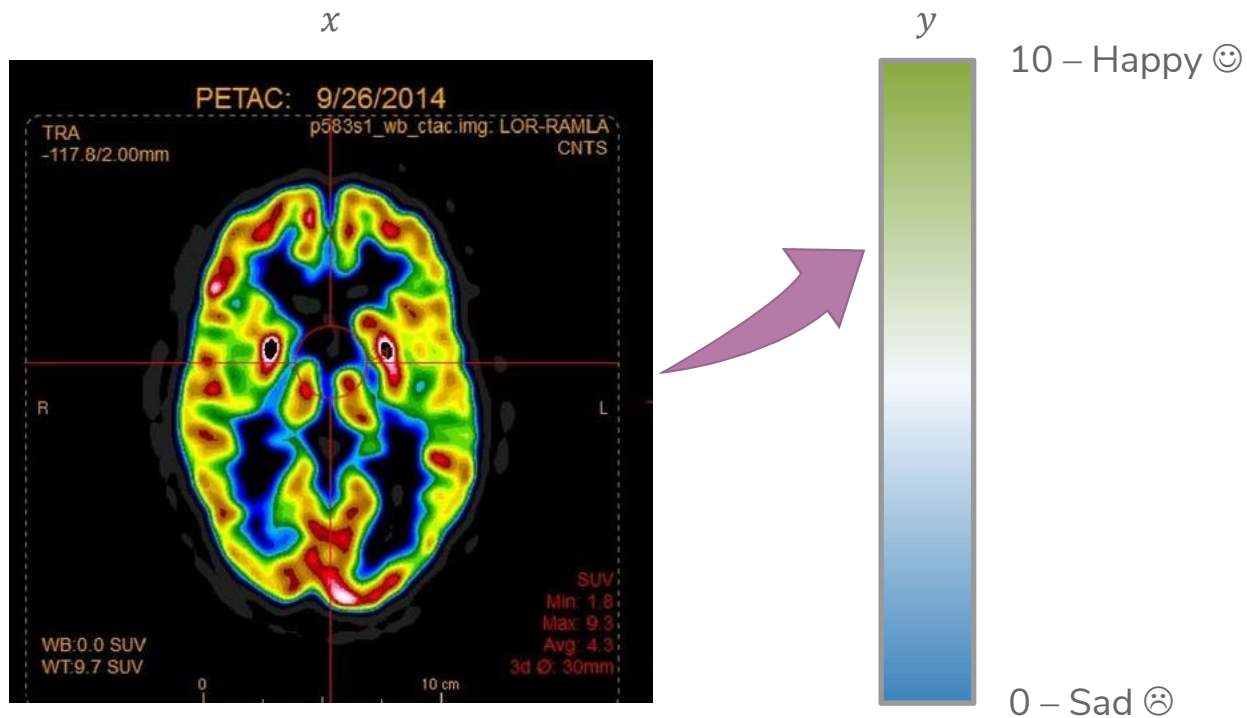 x
y
10 – Happy ☺
PETAC: 9/26/2014
TRA
-117.8/2.00mm
p583s1_wb_ctac.img: LOR-RAMLA
CNTS
R
L
SUV
Min: 1.8
Max: 9.3
Avg: 4.3
3d Ø: 30mm
WB:0.0 SUV
WT:9.7 SUV
0
10 cm
0 – Sad ☹